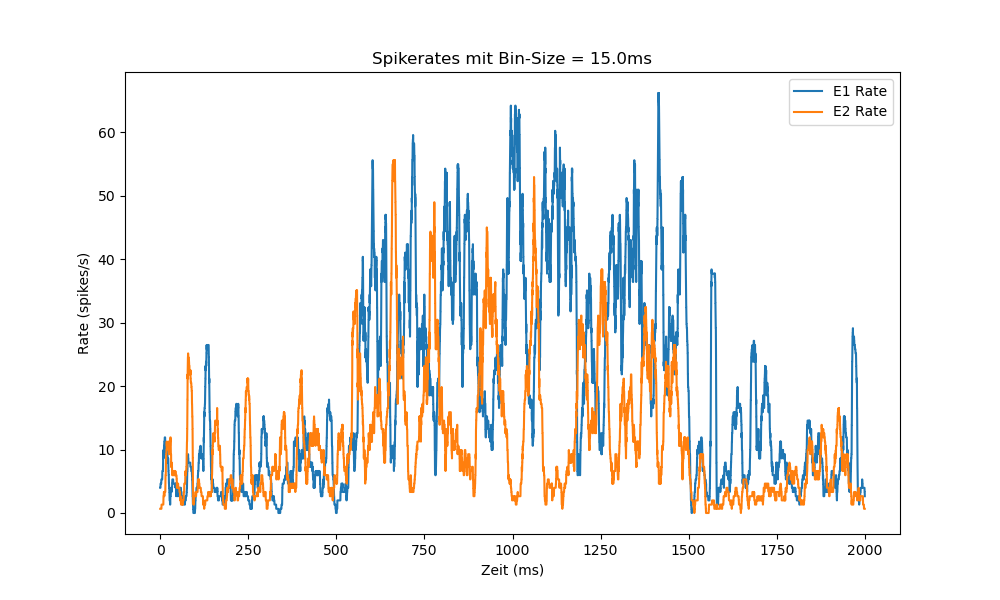 Spikerates mit Bin-Size = 15.0ms
E1 Rate
E2 Rate
Rate (spikes/s)
60
50
40
30
20
10
0
0 250 500 750 1000 1250 1500 1750 2000
Zeit (ms)